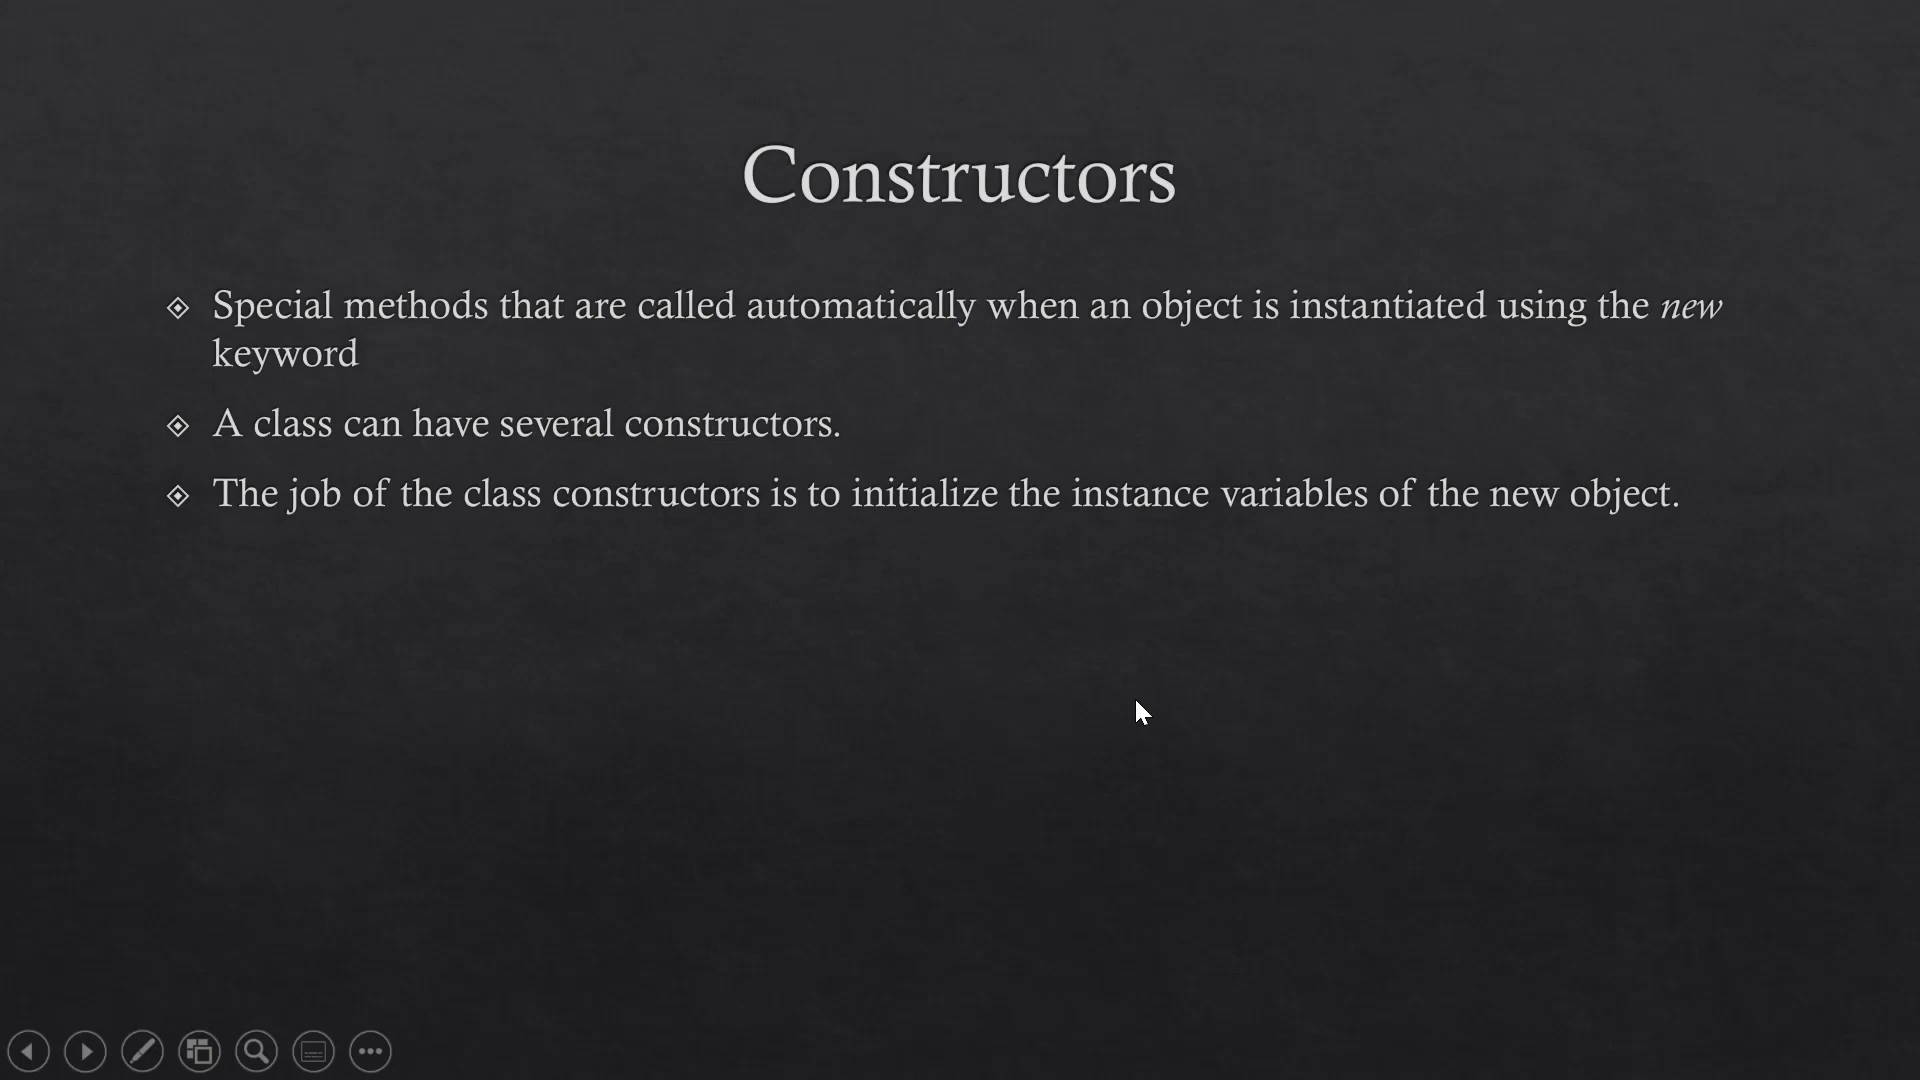 Constructors
Special methods that are called automatically when an object is instantiated using the new
keyword
A class can have several constructors.
The job of the class constructors is to initialize the instance variables of the new object.